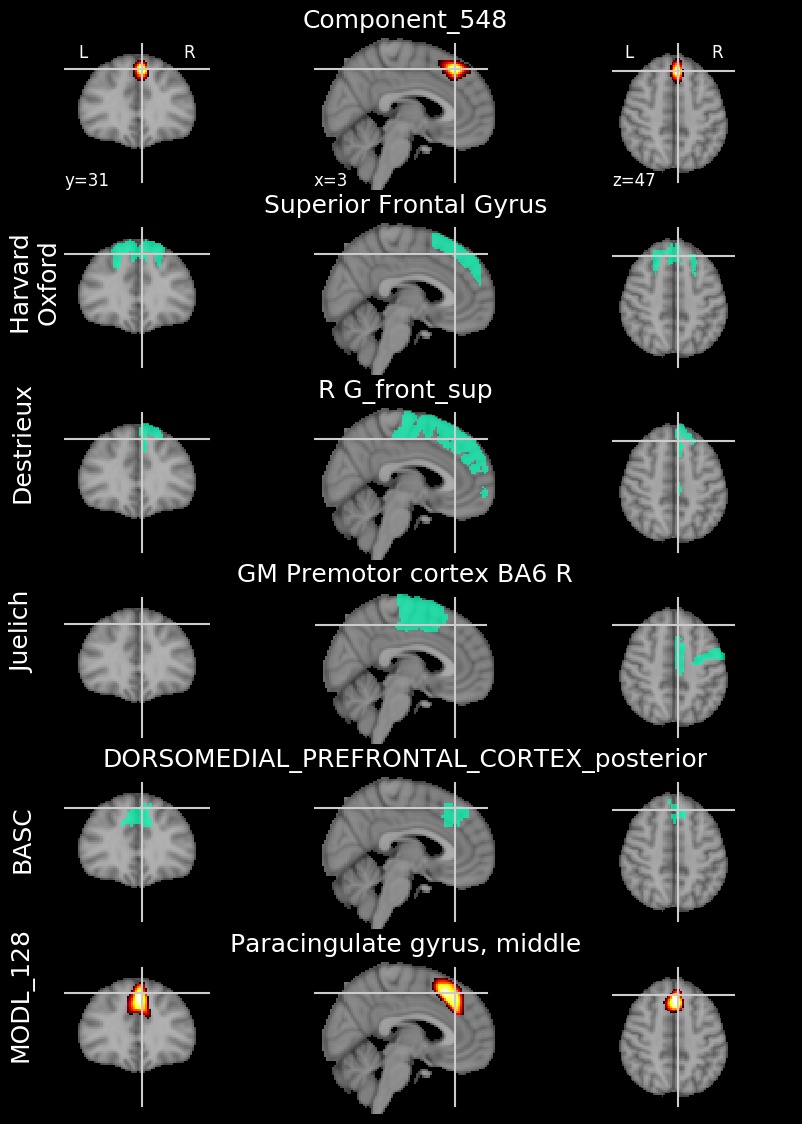 Component_548
L R L R
y=31 x=3 z=47
Superior Frontal Gyrus
Harvard
Oxford
R G_front_sup
Destrieux
GM Premotor cortex BA6 R
Juelich
DORSOMEDIAL_PREFRONTAL_CORTEX_posterior
BASC
Paracingulate gyrus, middle
MODL_128